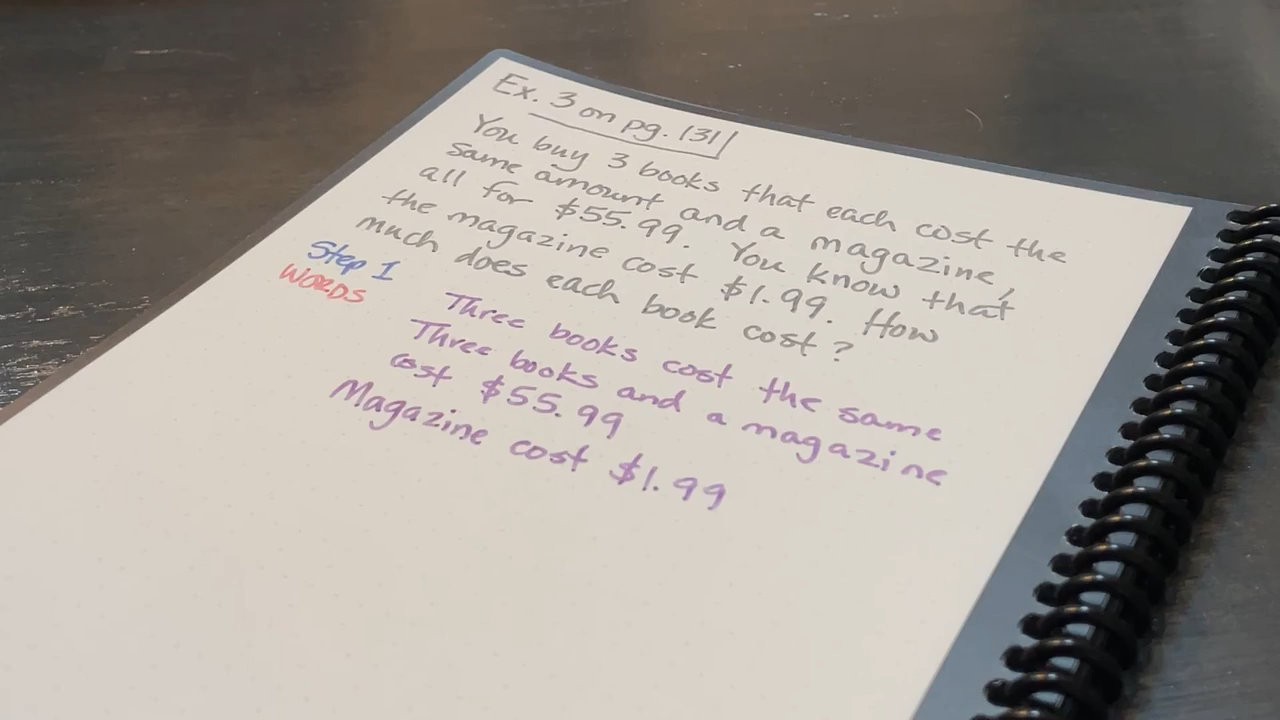 Ex. 3 on pg. 131
You buy 3 books that each cost the
same amount and a magazine,
all for $55.99. You know that
the magazine cost $1.99. How
much does each book cost?
Step 1
WORDS
Three books cost the same
Three books and a magazine
cost $55.99
Magazine cost $1.99